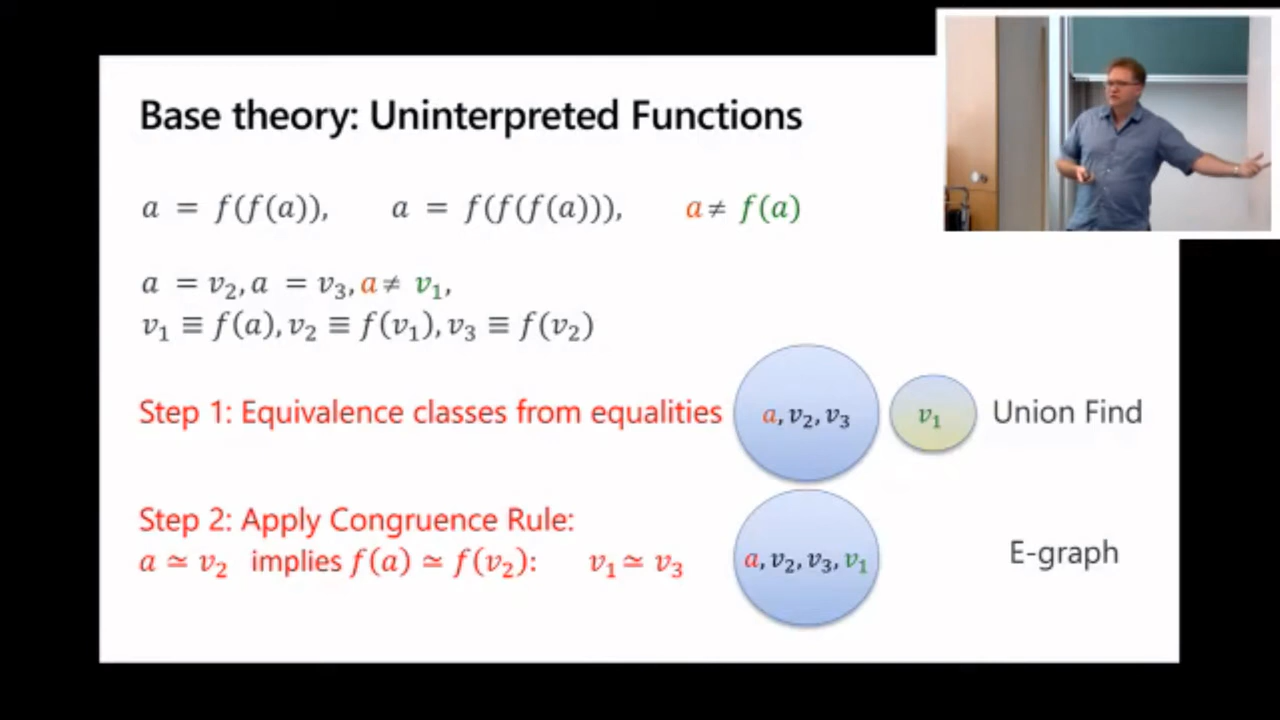 Base theory: Uninterpreted Functions
a = f(f(a)), a = f(f(f(a))), a ≠ f(a)
a = v₂, a = v₃, a ≠ v₁,
v₁ ≡ f(a), v₂ ≡ f(v₁), v₃ ≡ f(v₂)
Step 1: Equivalence classes from equalities
a, v₂, v₃
v₁
Union Find
Step 2: Apply Congruence Rule:
a ≃ v₂ implies f(a) ≃ f(v₂): v₁ ≃ v₃
a, v₂, v₃, v₁
E-graph